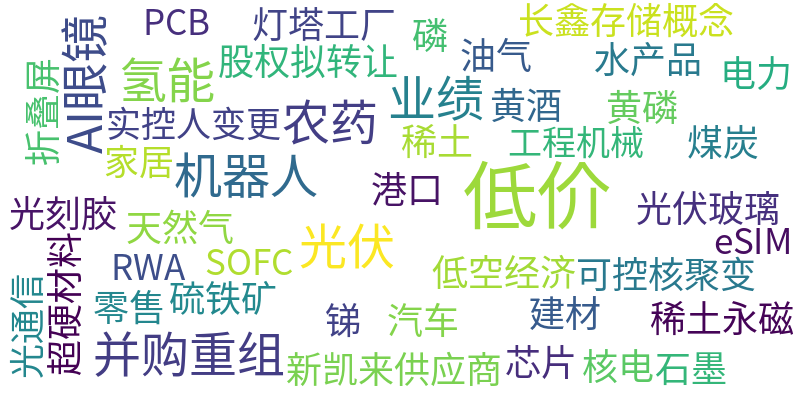 PCB
灯塔工厂
长鑫存储概念
磷
AI眼镜
股权拟转让
油气
水产品
电力
折叠屏
氢能
业绩
黄酒
黄磷
实控人变更
农药
稀土
工程机械
煤炭
家居
机器人
港口
低价
光伏玻璃
光刻胶
天然气
光伏
eSIM
RWA
SOFC
低空经济
可控核聚变
超硬材料
光通信
零售
硫铁矿
锑
汽车
建材
稀土永磁
并购重组
新凯来供应商
芯片
核电
石墨